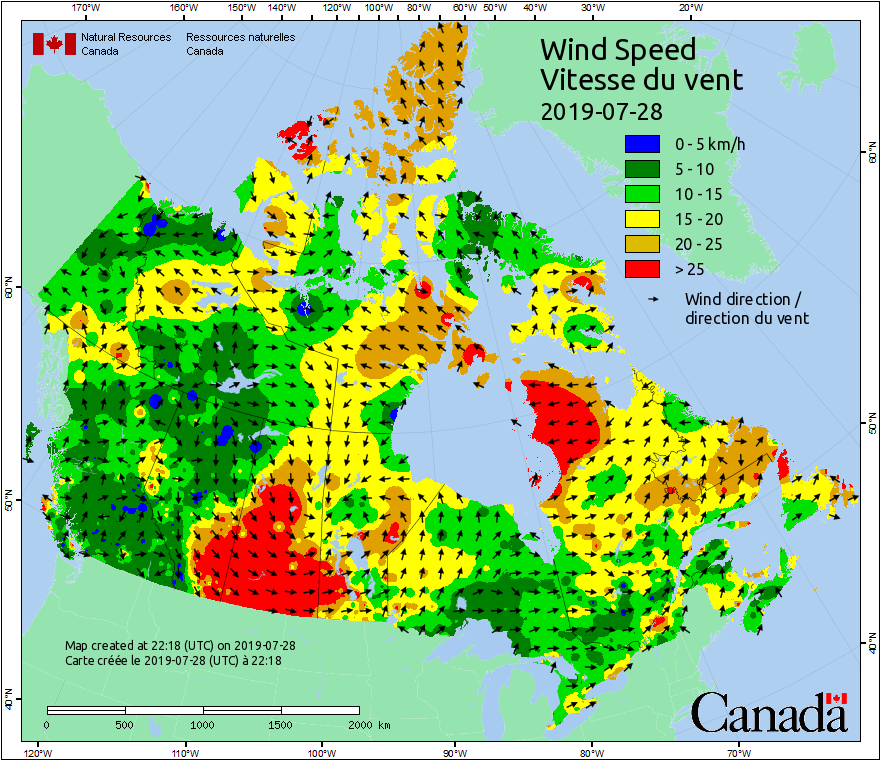 170°W 160°W 150°W 140°W 130°W 120°W 110°W 100°W 90°W 80°W 70°W 60°W 50°W 40°W 30°W 20°W
Natural Resources Ressources naturelles
Canada Canada
Wind Speed
Vitesse du vent
2019-07-28
0 - 5 km/h
5 - 10
10 - 15
15 - 20
20 - 25
> 25
Wind direction /
direction du vent
60°N
60°N
50°N
50°N
40°N
40°N
Map created at 22:18 (UTC) on 2019-07-28
Carte créée le 2019-07-28 (UTC) à 22:18
0 500 1000 1500 2000 km
Canada
120°W 110°W 100°W 90°W 80°W 70°W